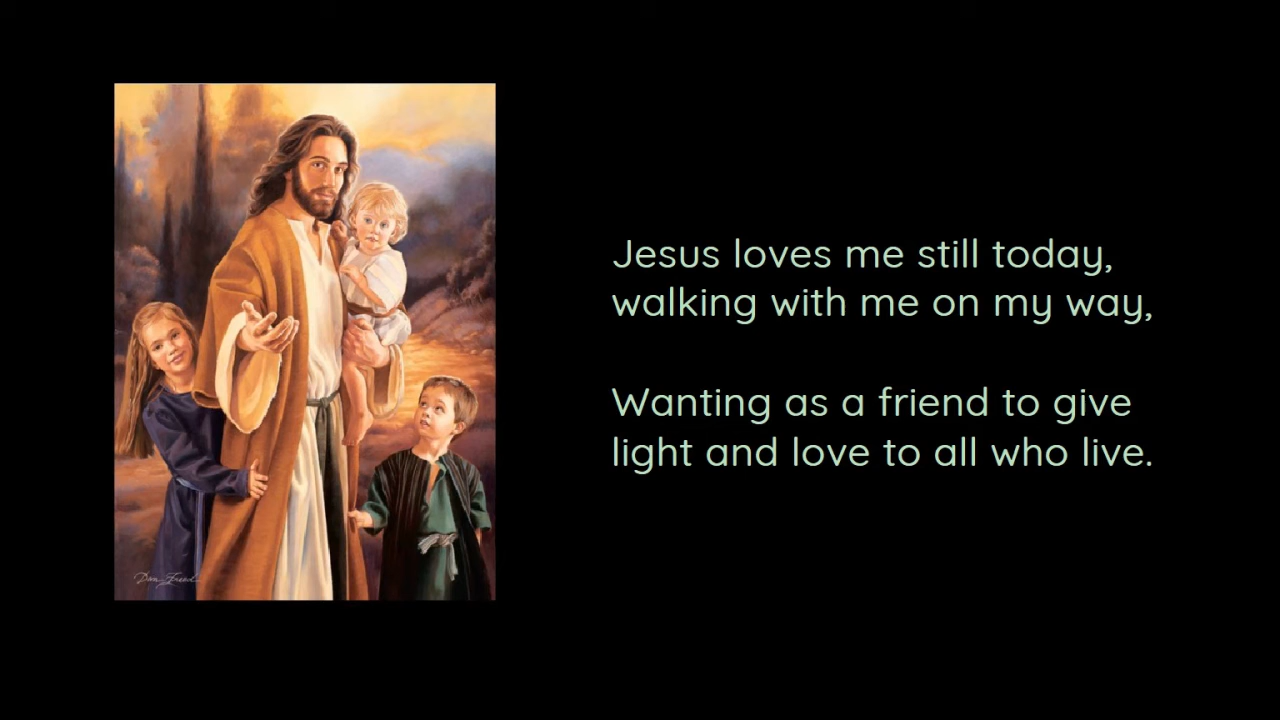 Jesus loves me still today,
walking with me on my way,
Wanting as a friend to give
light and love to all who live.